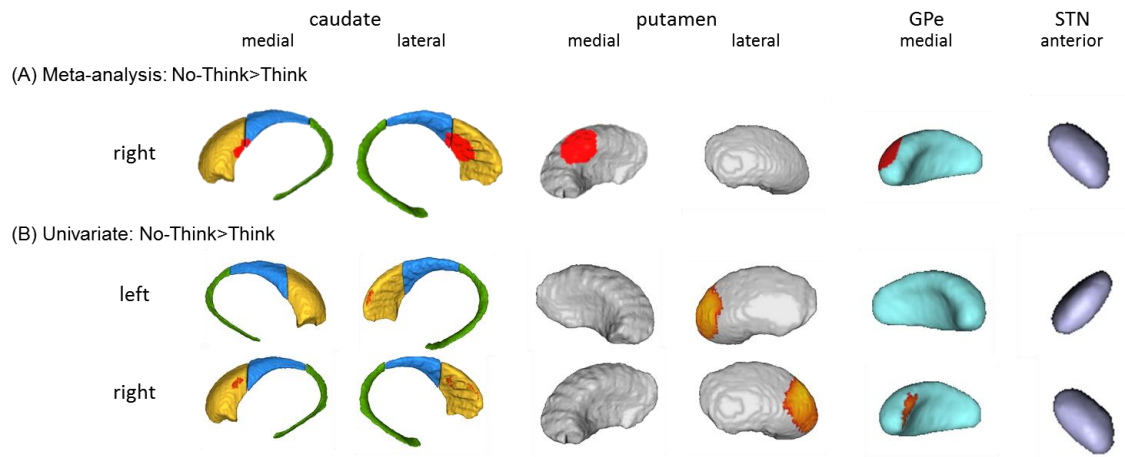 caudate putamen GPe STN
medial lateral medial lateral medial anterior
(A) Meta-analysis: No-Think>Think
right
(B) Univariate: No-Think>Think
left
right